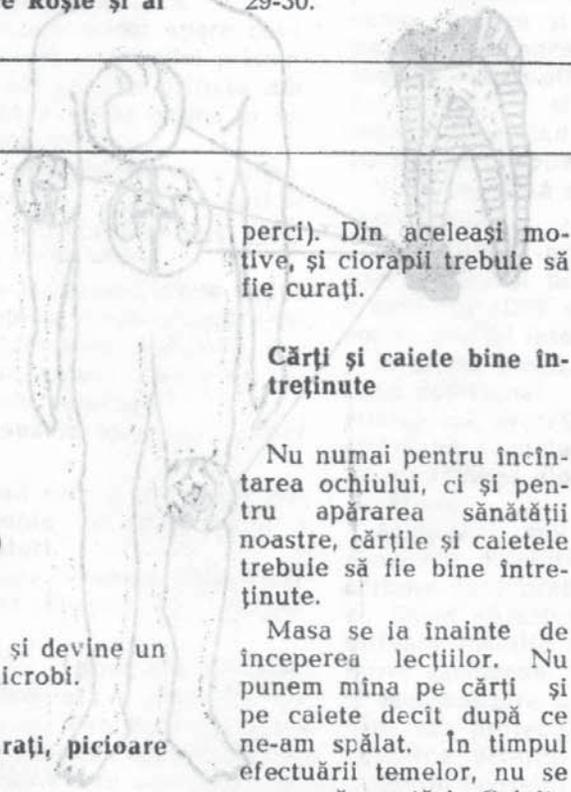 Roșie și al
29-30.
și devine un
icrobi.
rați, picioare
perci). Din aceleași mo-
tive, și ciorapii trebuie să
fie curați.
Cărți și caiete bine în-
treținute
Nu numai pentru încîn-
tarea ochiului, ci și pen-
tru apărarea sănătății
noastre, cărțile și caietele
trebuie să fie bine între-
ținute.
Masa se ia înainte de
începerea lecțiilor. Nu
punem mîna pe cărți și
pe caiete decît după ce
ne-am spălat. În timpul
efectuării temelor, nu se